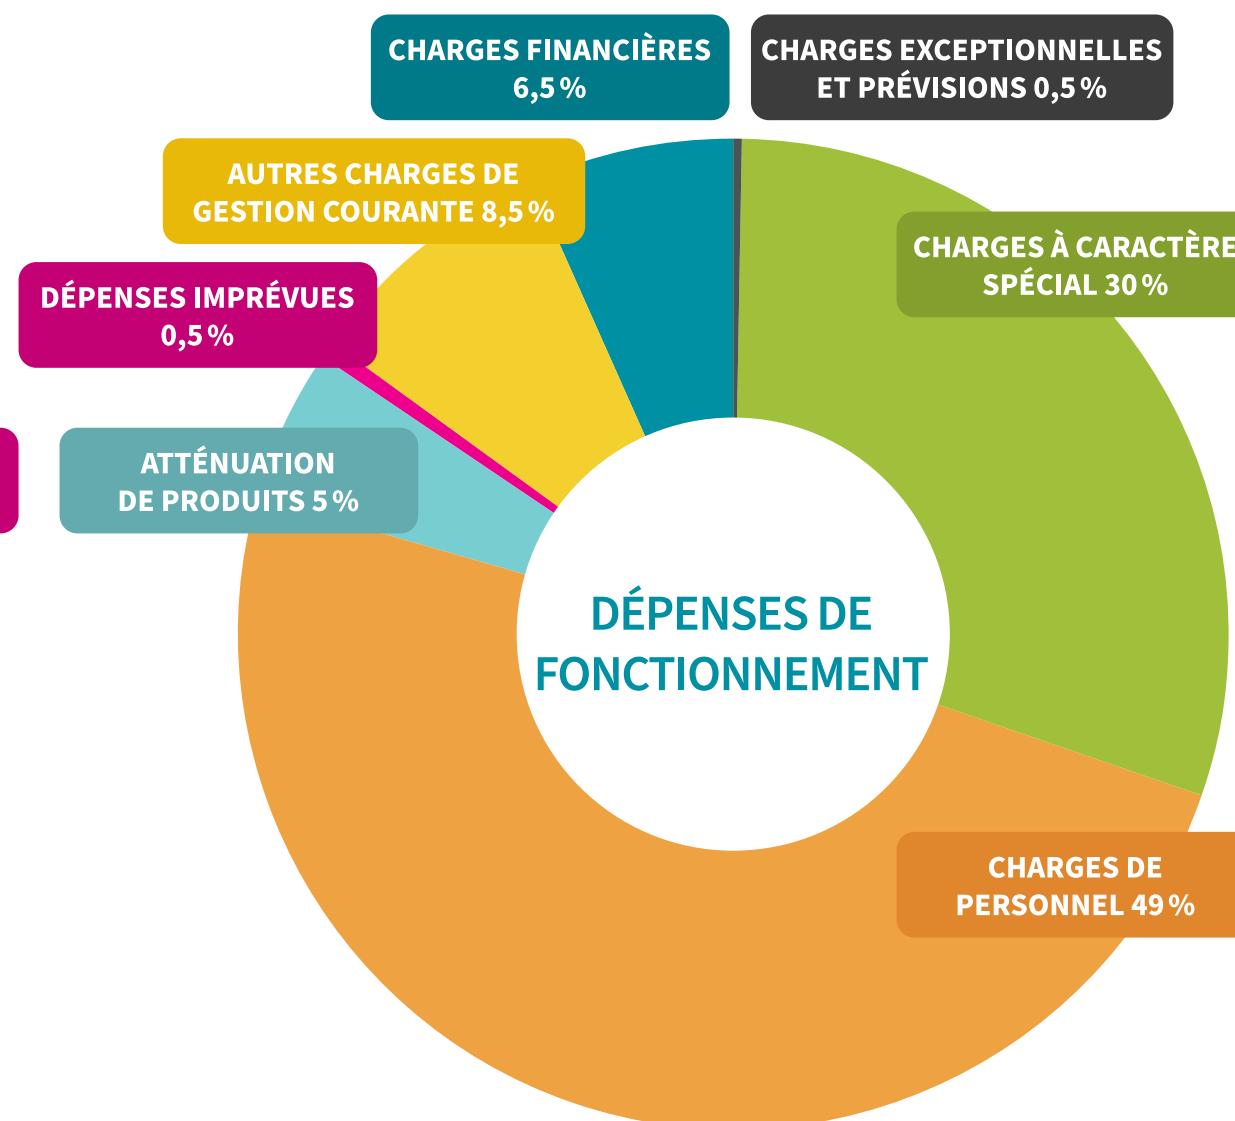 CHARGES FINANCIÈRES
6,5 %
CHARGES EXCEPTIONNELLES
ET PRÉVISIONS 0,5 %
AUTRES CHARGES DE
GESTION COURANTE 8,5 %
CHARGES À CARACTÈRE
SPÉCIAL 30 %
DÉPENSES IMPRÉVUES
0,5 %
ATTÉNUATION
DE PRODUITS 5 %
DÉPENSES DE
FONCTIONNEMENT
CHARGES DE
PERSONNEL 49 %